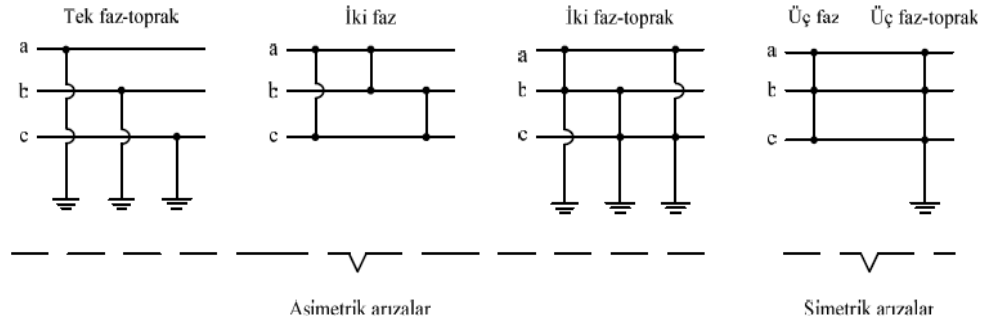 Tek faz-toprak
İki faz
İki faz-toprak
Üç faz
Üç faz-toprak
a
b
c
a
b
c
a
b
c
a
b
c
Asimetrik arızalar
Simetrik arızalar